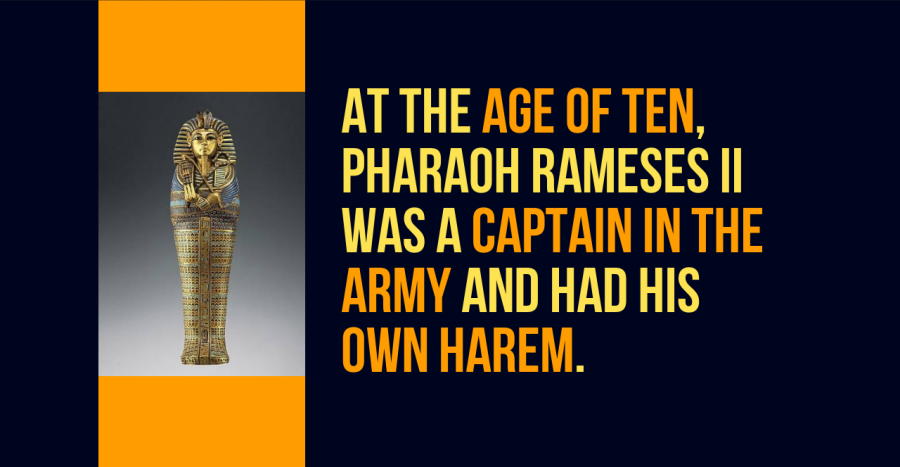 AT THE AGE OF TEN,
PHARAOH RAMESES II
WAS A CAPTAIN IN THE
ARMY AND HAD HIS
OWN HAREM.